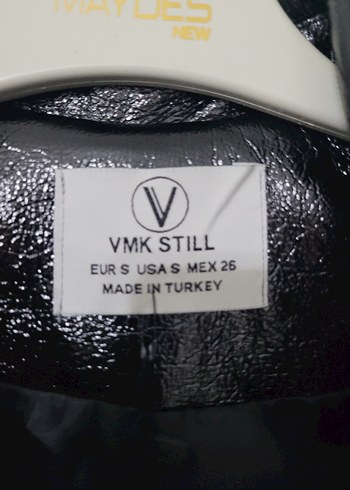 MAYDES
NEW
V
VMK STILL
EUR S USA S MEX 26
MADE IN TURKEY